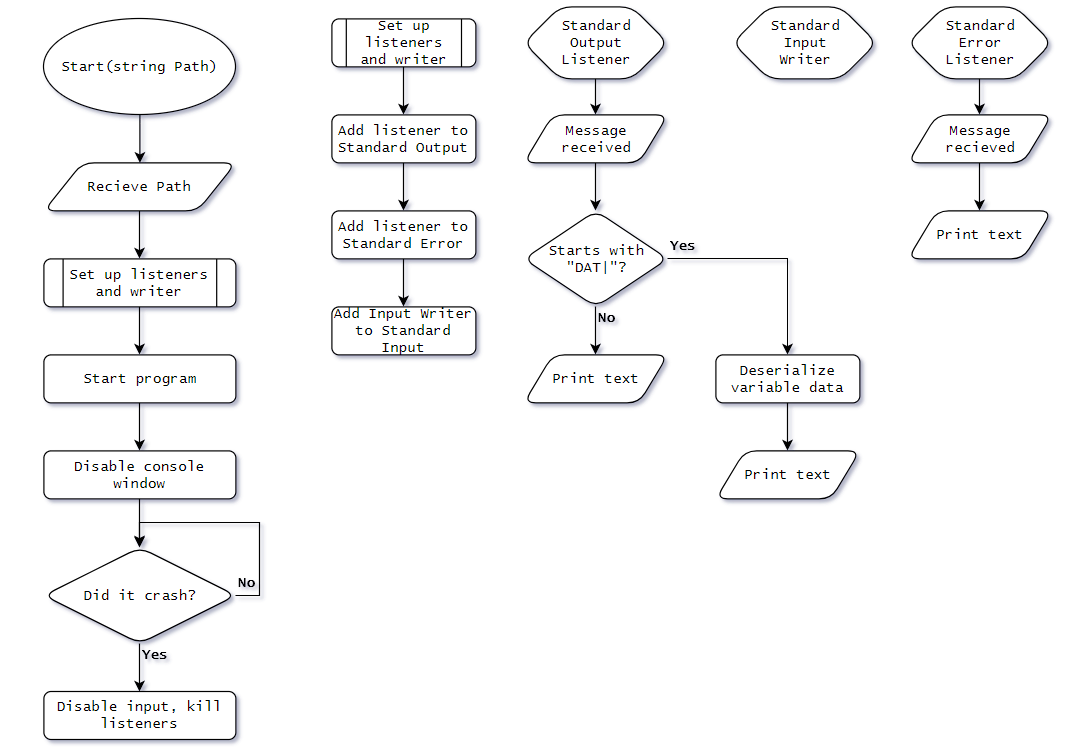 Start(string Path)
Recieve Path
Set up listeners
and writer
Start program
Disable console
window
Did it crash?
No
Yes
Disable input, kill
listeners
Set up
listeners
and writer
Add listener to
Standard Output
Add listener to
Standard Error
Add Input Writer
to Standard
Input
Standard
Output
Listener
Message
received
Starts with
"DAT|"?
Yes
No
Print text
Deserialize
variable data
Print text
Standard
Input
Writer
Standard
Error
Listener
Message
recieved
Print text